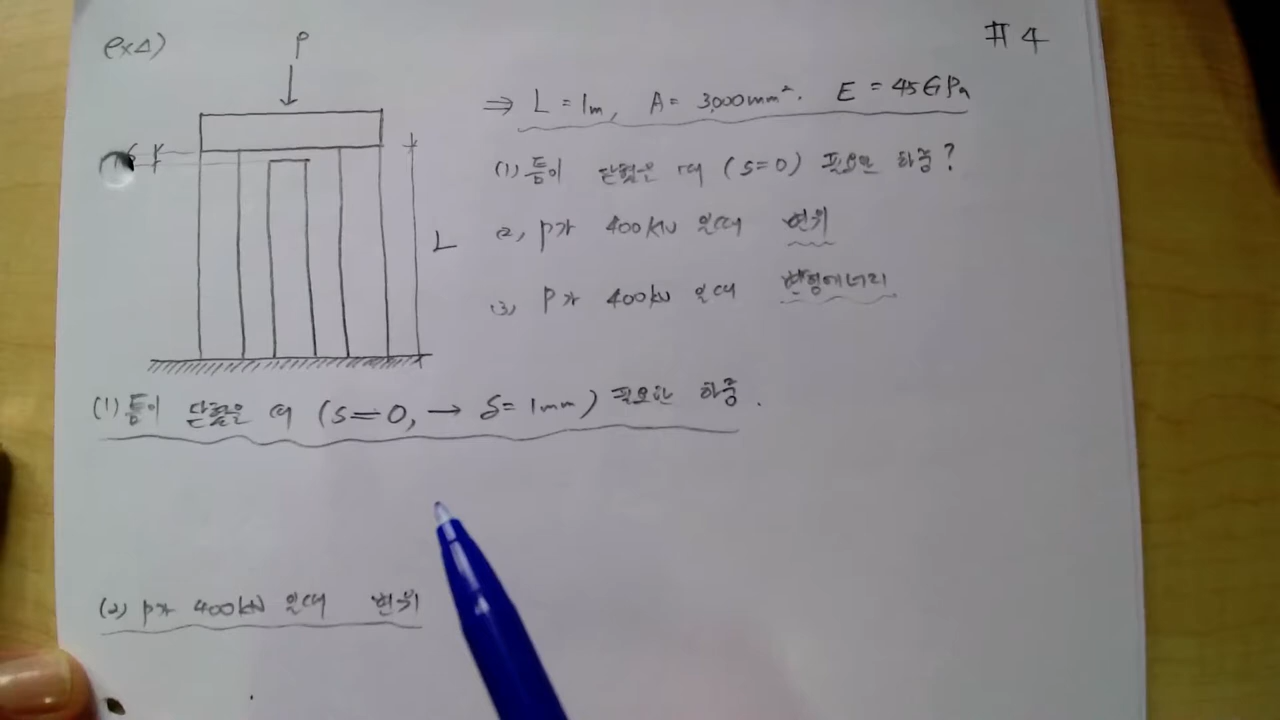 ex4)
#4
P
⇒ L = 1m, A = 3,000mm². E = 45GPa
(1) 틈이 닫혔을 때 (s=0) 필요한 하중?
L
(2) P가 400kN 일때 변위
(3) P가 400kN 일때 변형에너지
(1) 틈이 닫혔을 때 (s=0, → δ= 1mm) 필요한 하중.
(2) P가 400kN 일때 변위